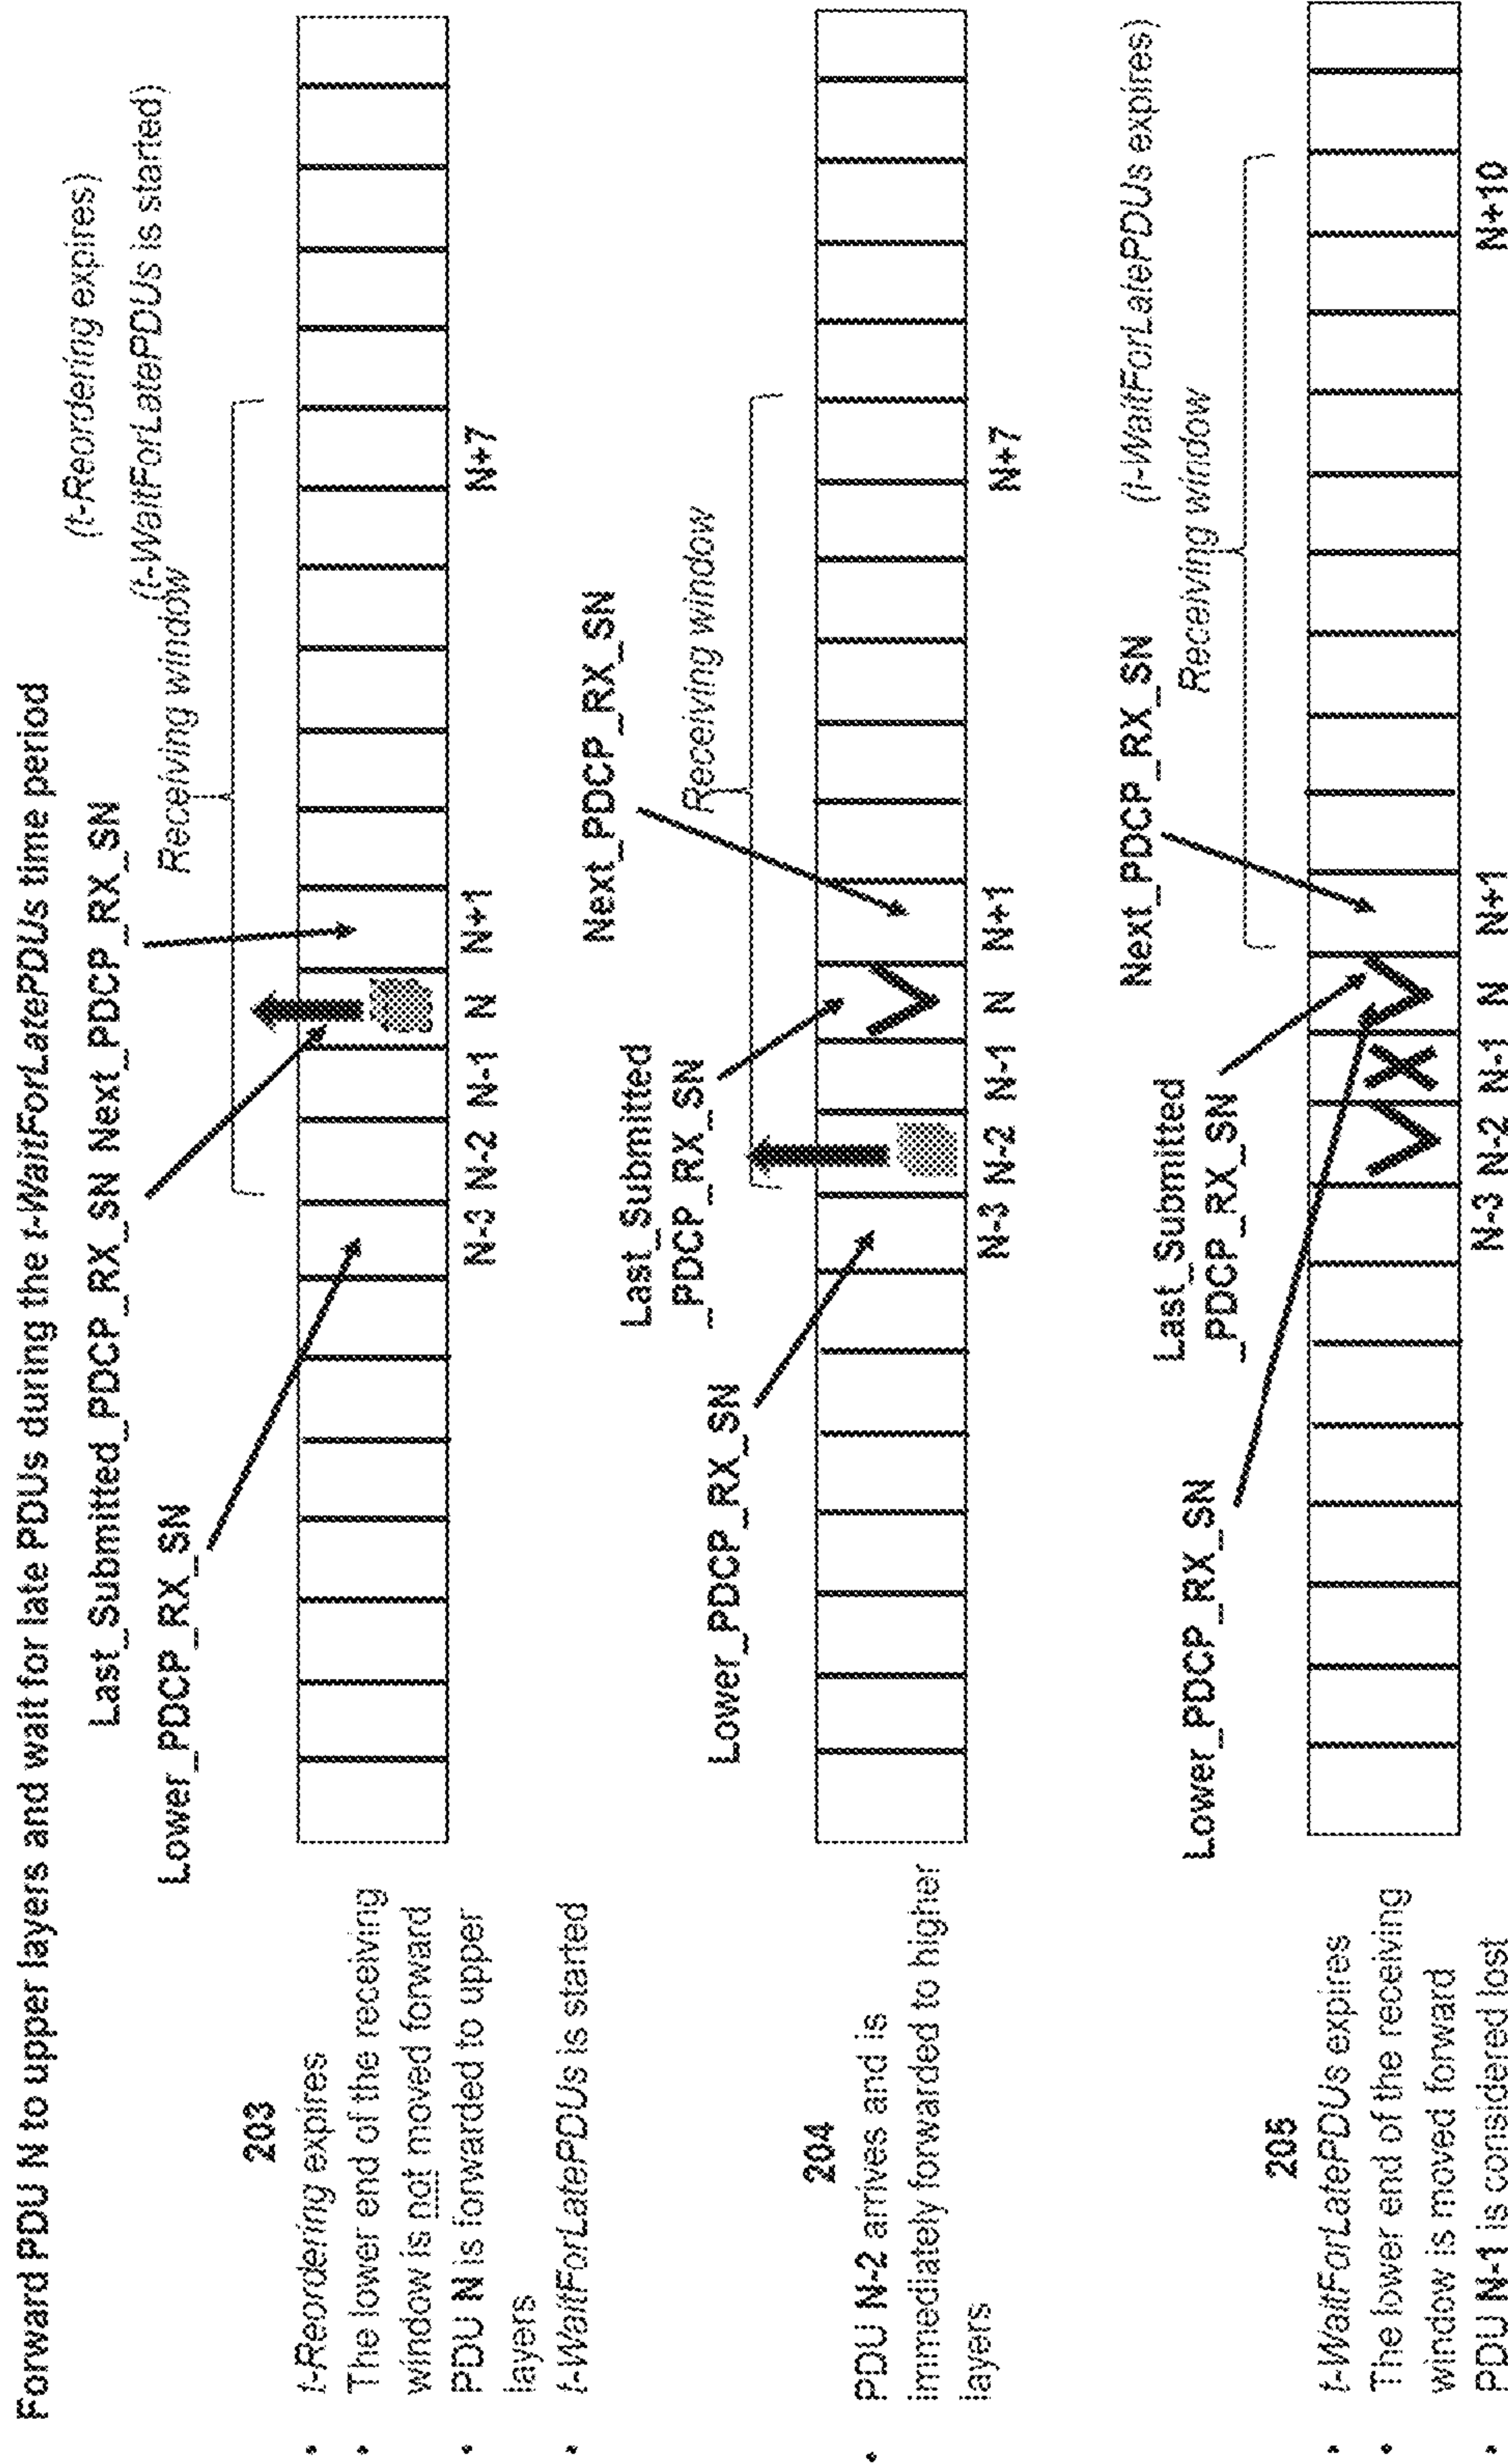 Forward PDU N to upper layers and wait for late PDUs during the t-WaitForLatePDUs time period
203
• t-Reordering expires
• The lower end of the receiving
window is not moved forward
• PDU N is forwarded to upper
layers
• t-WaitForLatePDUs is started
(t-Reordering expires)
(t-WaitForLatePDUs is started)
Last_Submitted_PDCP_RX_SN Next_PDCP_RX_SN
Lower_PDCP_RX_SN
Receiving window
N-3 N-2 N-1 N N+1 N+7
204
• PDU N-2 arrives and is
immediately forwarded to higher
layers
Next_PDCP_RX_SN
Last_Submitted
_PDCP_RX_SN
Receiving window
Lower_PDCP_RX_SN
N-3 N-2 N-1 N N+1 N+7
205
• t-WaitForLatePDUs expires
• The lower end of the receiving
window is moved forward
• PDU N-1 is considered lost
Next_PDCP_RX_SN (t-WaitForLatePDUs expires)
Last_Submitted
_PDCP_RX_SN
Receiving window
Lower_PDCP_RX_SN
N-3 N-2 N-1 N N+1 N+10